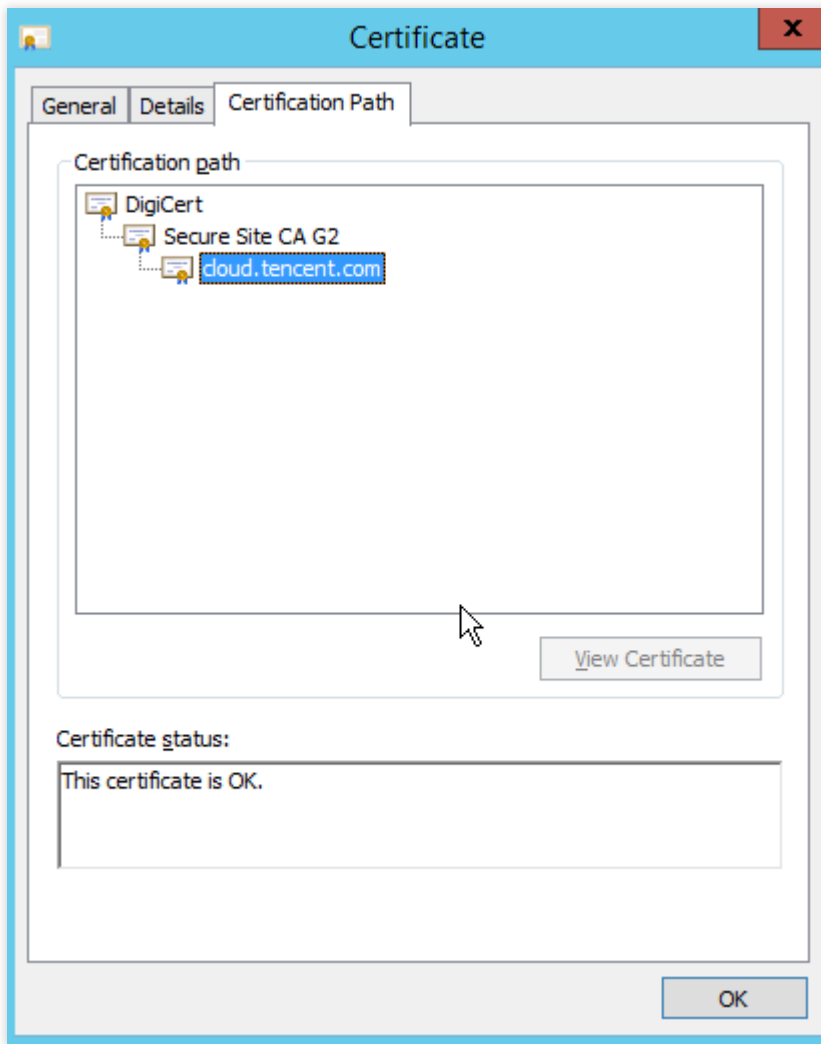 Certificate
x
General Details Certification Path
Certification path
DigiCert
Secure Site CA G2
cloud.tencent.com
View Certificate
Certificate status:
This certificate is OK.
OK